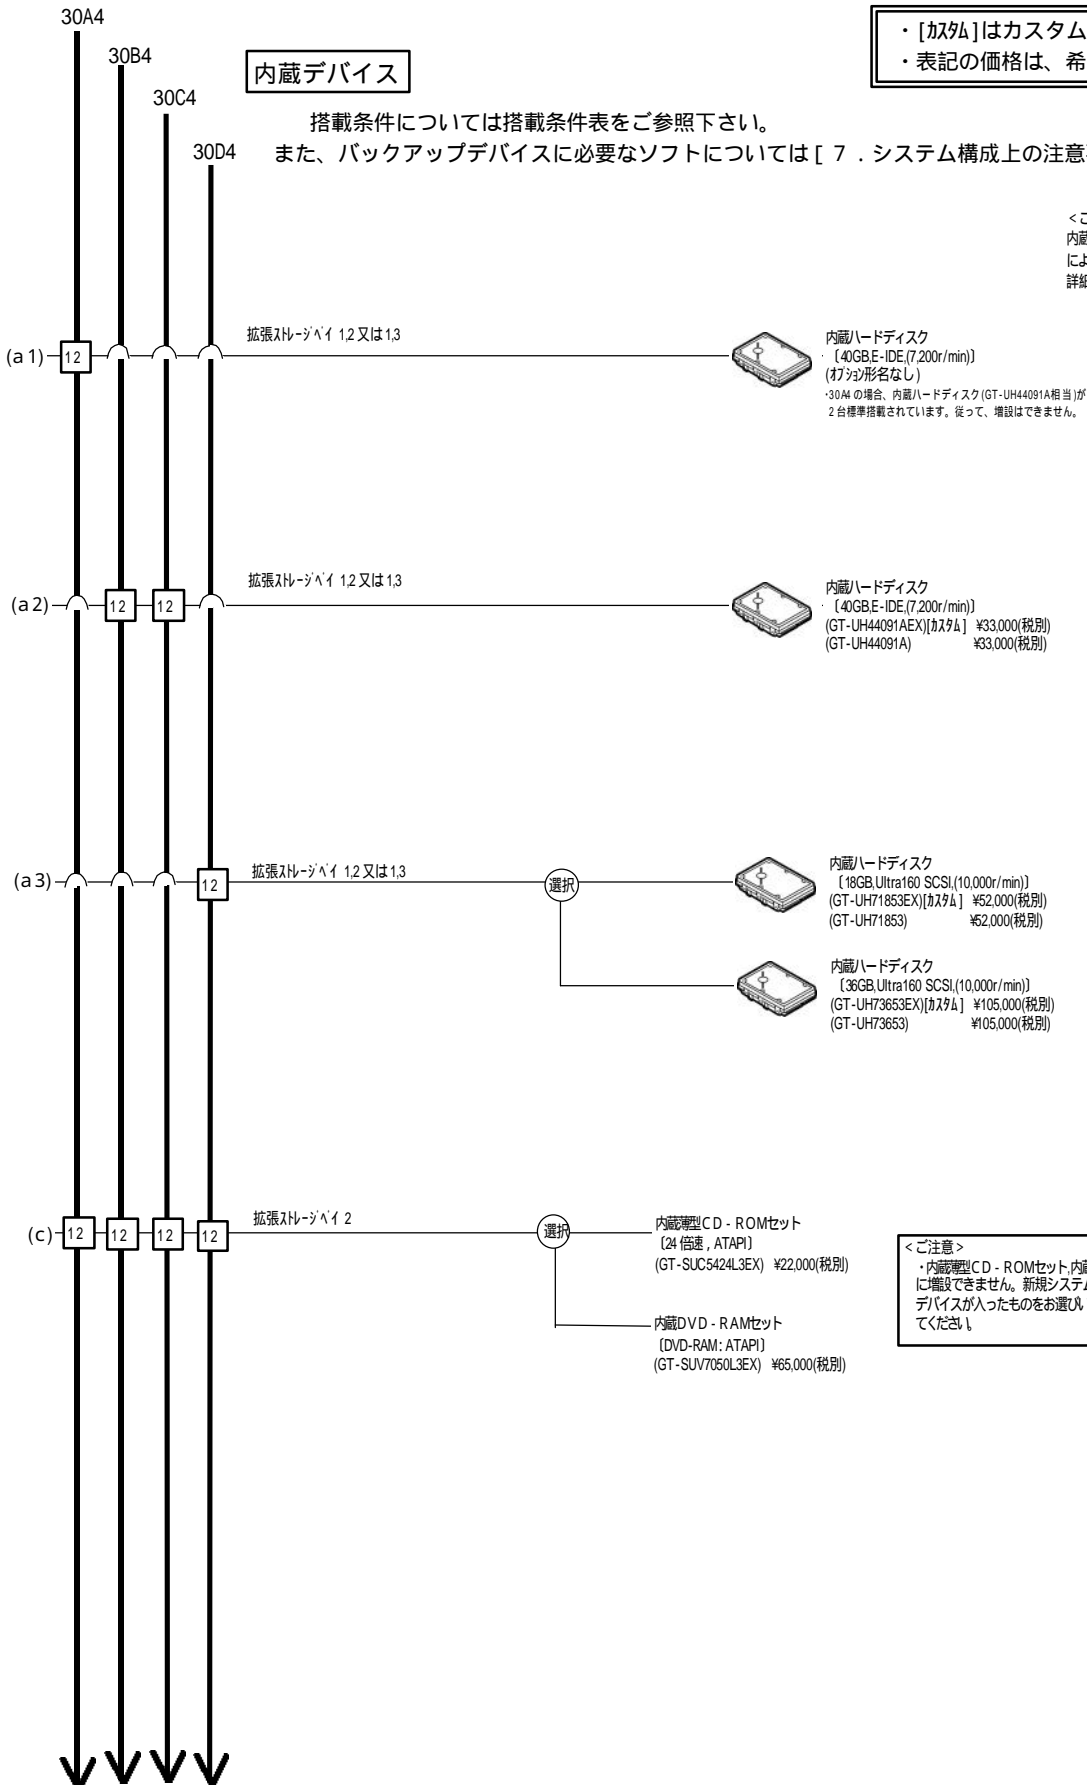 30A4
30B4
30C4
30D4
内蔵デバイス
・[ｶｽﾀﾑ]はカスタム
・表記の価格は、希
搭載条件については搭載条件表をご参照下さい。
また、バックアップデバイスに必要なソフトについては [ 7 . システム構成上の注意
<ご
内蔵
によ
詳細
(a1)
12
拡張ｽﾄﾚｰｼﾞﾍﾞｲ 1,2 又は 1,3
内蔵ハードディスク
〔40GB,E-IDE,(7,200r/min)〕
(ｵﾌﾟｼｮﾝ形名なし)
・30A4 の場合、内蔵ハードディスク(GT-UH44091A相当)が
2 台標準搭載されています。従って、増設はできません。
(a2)
12
12
拡張ｽﾄﾚｰｼﾞﾍﾞｲ 1,2 又は 1,3
内蔵ハードディスク
〔40GB,E-IDE,(7,200r/min)〕
(GT-UH44091AEX)[ｶｽﾀﾑ] ¥33,000(税別)
(GT-UH44091A) ¥33,000(税別)
(a3)
12
拡張ｽﾄﾚｰｼﾞﾍﾞｲ 1,2 又は 1,3
選択
内蔵ハードディスク
〔18GB,Ultra160 SCSI,(10,000r/min)〕
(GT-UH71853EX)[ｶｽﾀﾑ] ¥52,000(税別)
(GT-UH71853) ¥52,000(税別)
内蔵ハードディスク
〔36GB,Ultra160 SCSI,(10,000r/min)〕
(GT-UH73653EX)[ｶｽﾀﾑ] ¥105,000(税別)
(GT-UH73653) ¥105,000(税別)
(c)
12
12
12
12
拡張ｽﾄﾚｰｼﾞﾍﾞｲ 2
選択
内蔵薄型CD - ROMセット
〔24 倍速 , ATAPI〕
(GT-SUC5424L3EX) ¥22,000(税別)
内蔵DVD - RAMセット
〔DVD-RAM: ATAPI〕
(GT-SUV7050L3EX) ¥65,000(税別)
< ご注意 >
・内蔵薄型CD - ROMセット,内蔵
に増設できません。新規システム
デバイスが入ったものをお選び
てください。